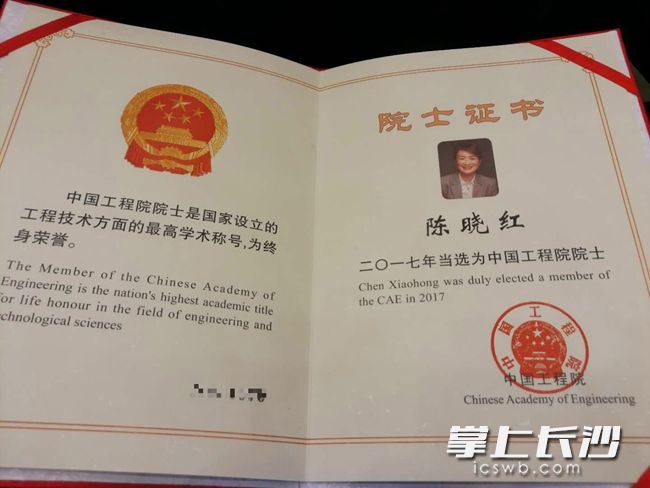 中国工程院院士是国家设立的
工程技术方面的最高学术称号,为终
身荣誉。
The Member of the Chinese Academy of
Engineering is the nation's highest academic title
for life honour in the field of engineering and
technological sciences
院士证书
陈晓红
二〇一七年当选为中国工程院院士
Chen Xiaohong was duly elected a member of
the CAE in 2017
中国工程院
中国工程院
Chinese Academy of Engineering
掌上长沙
icswb.com